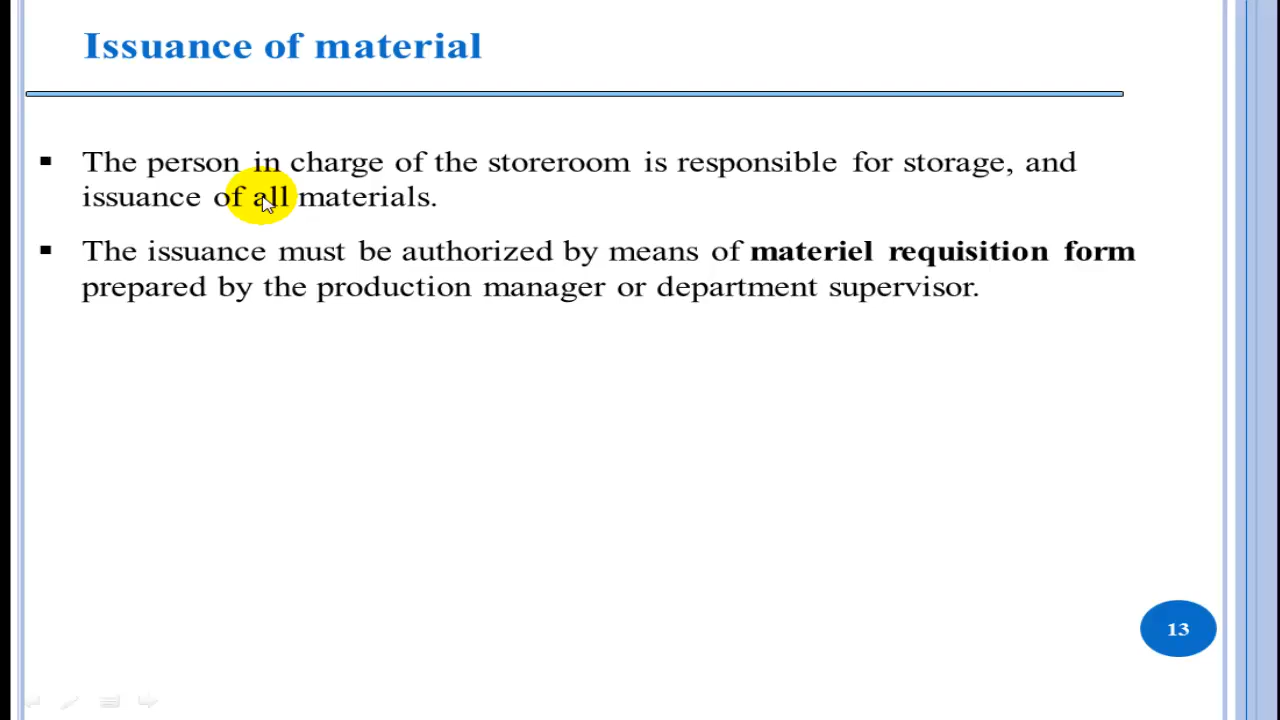 Issuance of material
▪ The person in charge of the storeroom is responsible for storage, and
issuance of all materials.
▪ The issuance must be authorized by means of materiel requisition form
prepared by the production manager or department supervisor.
13